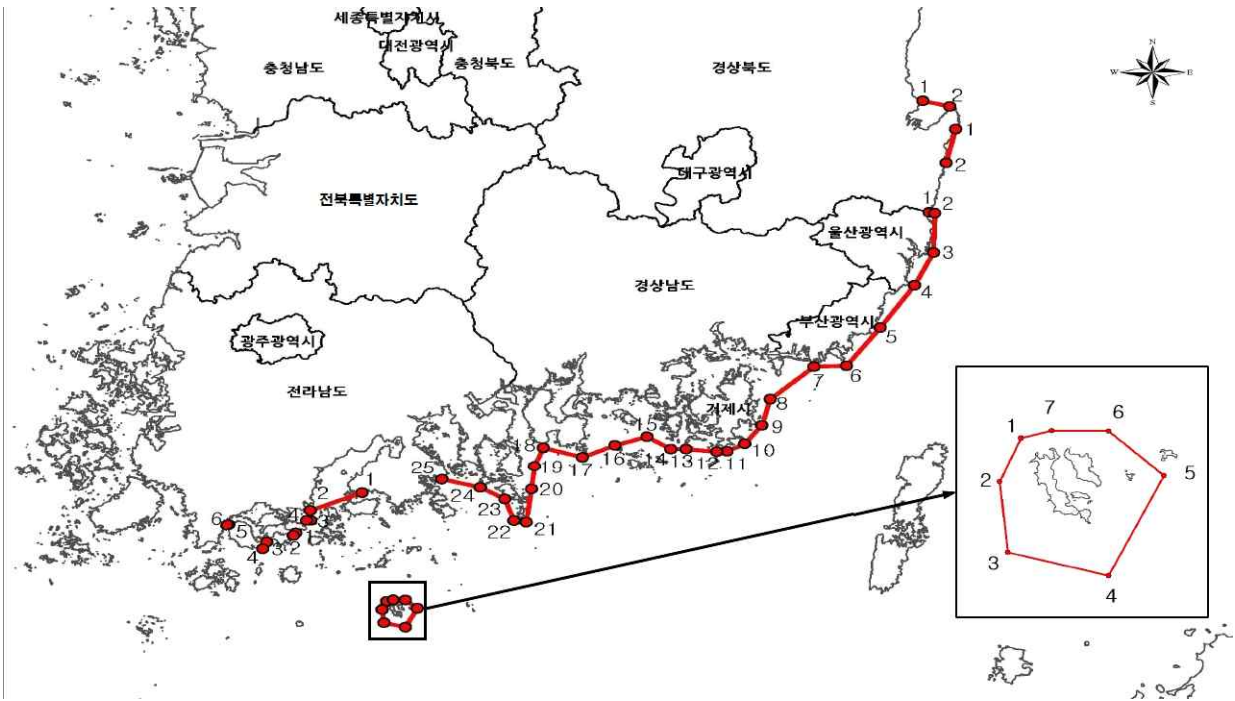 세종특별자치시
대전광역시
충청남도
충청북도
경상북도
N
W E
S
1 2
1
2
대구광역시
전북특별자치도
1 2
울산광역시
3
경상남도
4
부산광역시
5
광주광역시
7 6
전라남도
거제시
8
9
10
15
18 16 14 13 12 11
17
19
25 24 20
1
2 23
4 3 22 21
6 5 1
3 2
4
1 7 6
2 5
3
4